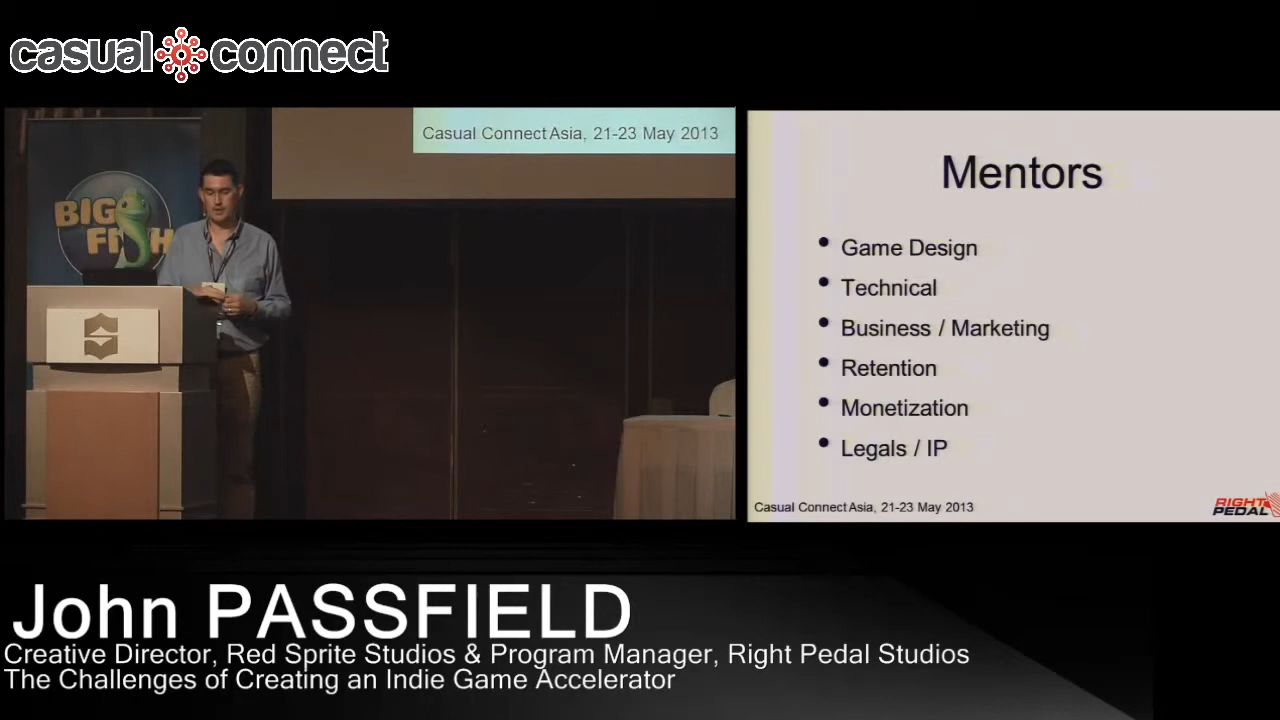 casual connect
Casual Connect Asia, 21-23 May 2013
BIG
FISH
Mentors
• Game Design
• Technical
• Business / Marketing
• Retention
• Monetization
• Legals / IP
Casual Connect Asia, 21-23 May 2013
RIGHT
PEDAL
John PASSFIELD
Creative Director, Red Sprite Studios & Program Manager, Right Pedal Studios
The Challenges of Creating an Indie Game Accelerator